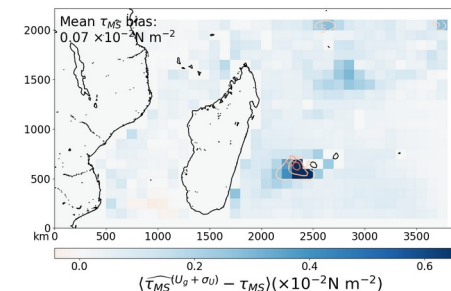 Mean τ_MS bias:
0.07 ×10⁻²N m⁻²
2000
1500
1000
500
0
km 0 500 1000 1500 2000 2500 3000 3500
0.0 0.2 0.4 0.6
⟨τ_MS^(U_g + σ_U) − τ_MS⟩(×10⁻²N m⁻²)